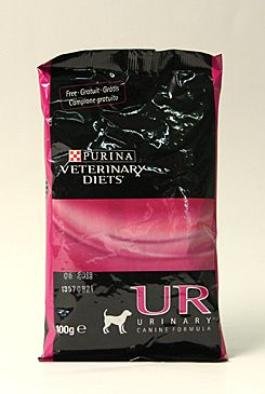 Free · Gratuit · Gratis
Campione gratuito
PURINA
VETERINARY
DIETS
UR
URINARY
CANINE FORMULA
100g e